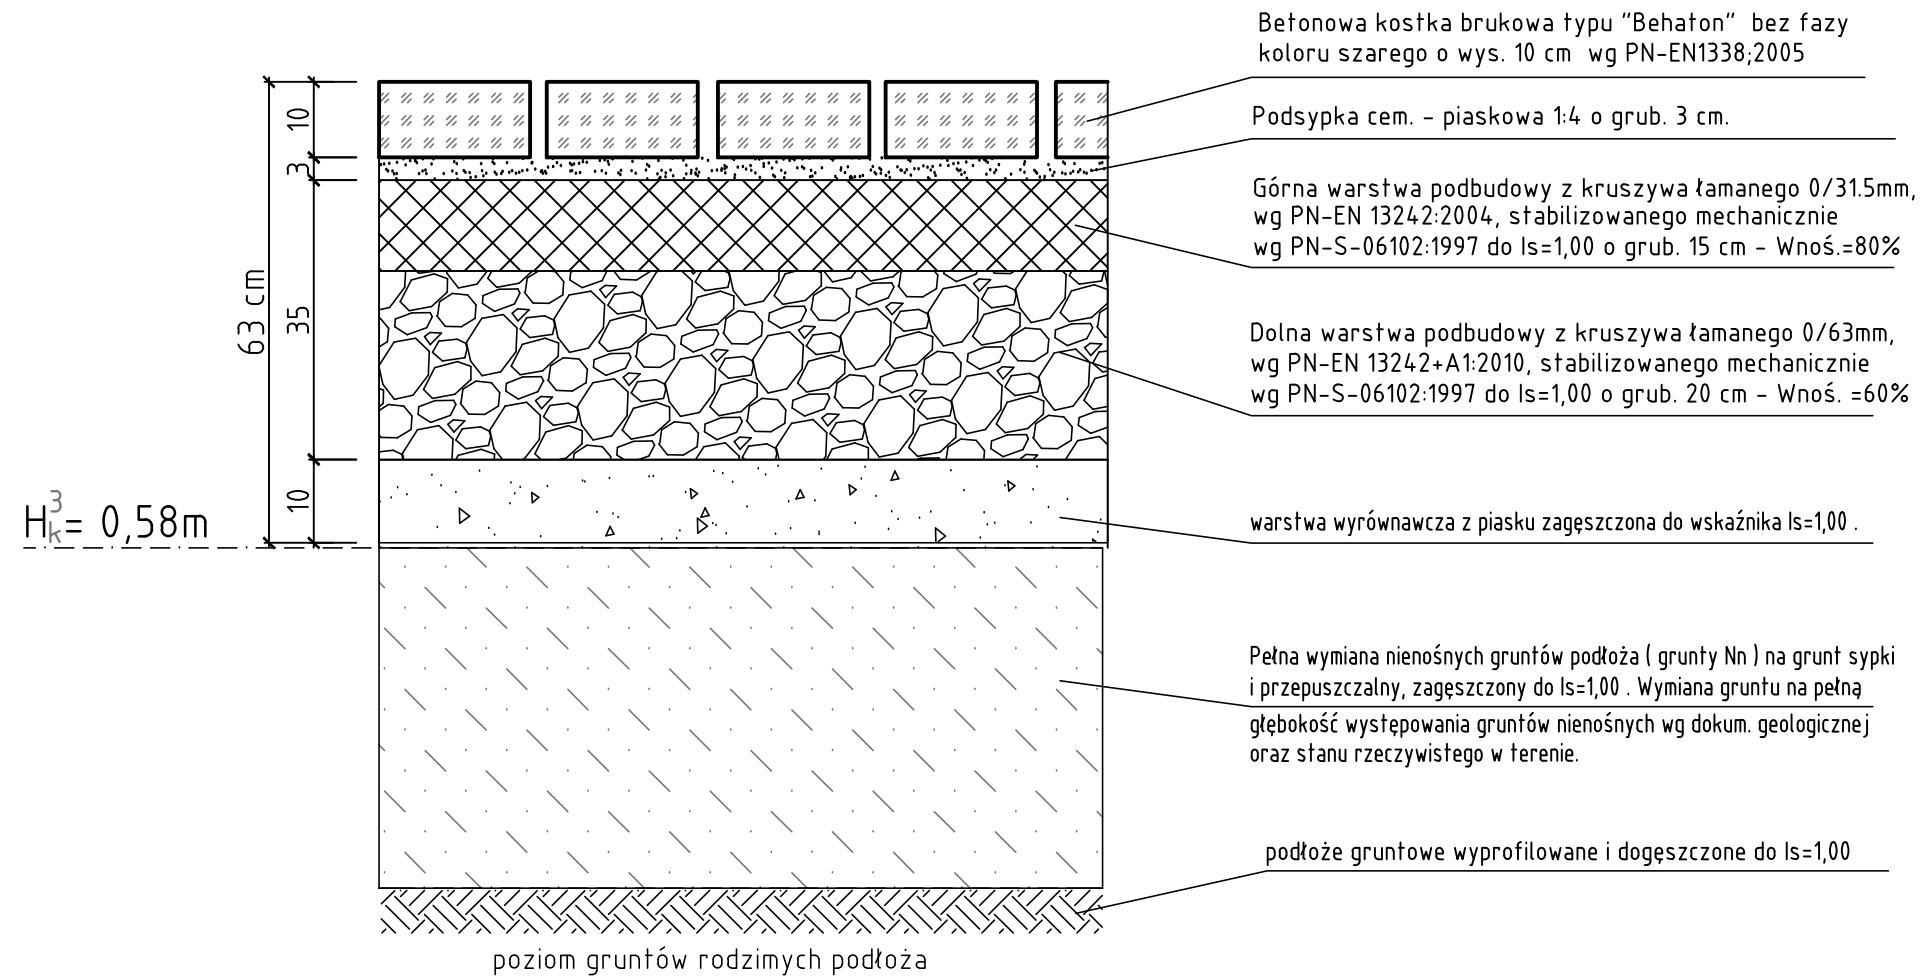 Betonowa kostka brukowa typu "Behaton" bez fazy
koloru szarego o wys. 10 cm wg PN-EN1338;2005
Podsypka cem. - piaskowa 1:4 o grub. 3 cm.
Górna warstwa podbudowy z kruszywa łamanego 0/31.5mm,
wg PN-EN 13242:2004, stabilizowanego mechanicznie
wg PN-S-06102:1997 do Is=1,00 o grub. 15 cm - Wnoś.=80%
Dolna warstwa podbudowy z kruszywa łamanego 0/63mm,
wg PN-EN 13242+A1:2010, stabilizowanego mechanicznie
wg PN-S-06102:1997 do Is=1,00 o grub. 20 cm - Wnoś. =60%
warstwa wyrównawcza z piasku zagęszczona do wskaźnika Is=1,00 .
Pełna wymiana nienośnych gruntów podłoża ( grunty Nn ) na grunt sypki
i przepuszczalny, zagęszczony do Is=1,00 . Wymiana gruntu na pełną
głębokość występowania gruntów nienośnych wg dokum. geologicznej
oraz stanu rzeczywistego w terenie.
podłoże gruntowe wyprofilowane i dogęszczone do Is=1,00
10
3
35
10
63 cm
H³ₖ= 0,58m
poziom gruntów rodzimych podłoża